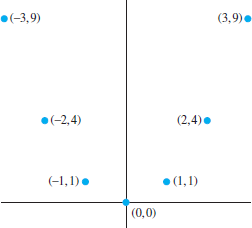 (−3,9) (3,9)
(−2,4) (2,4)
(−1,1) (1,1)
(0,0)